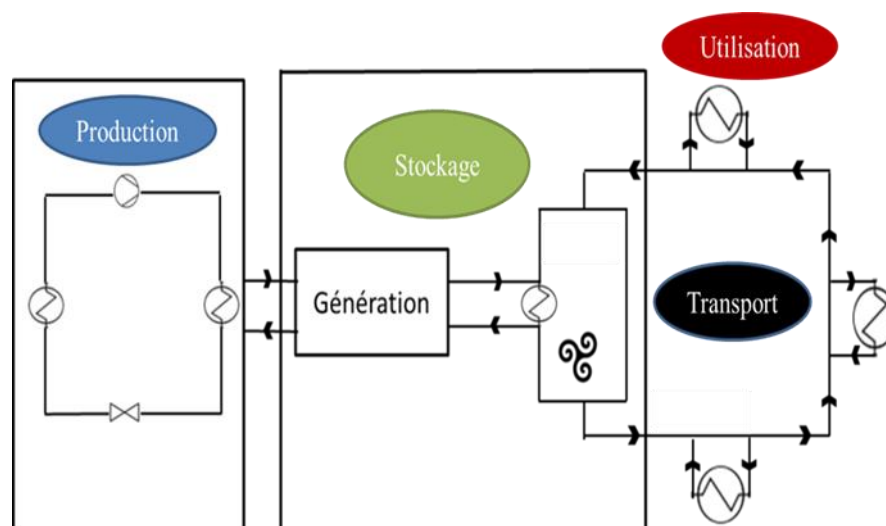 Utilisation
Production
Stockage
Génération
Transport